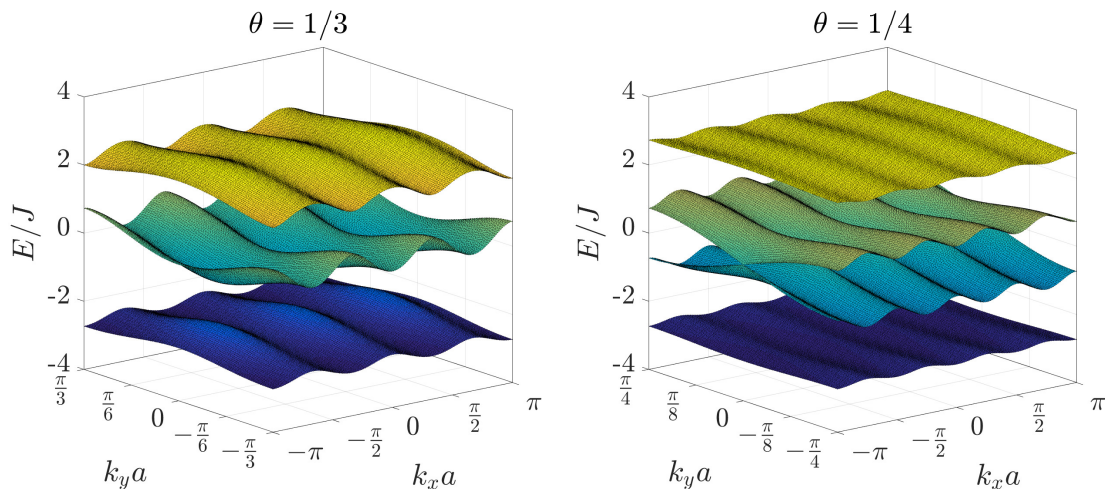 θ = 1/3
4
2
0
-2
-4
E/J
π/3
π/6
0
−π/6
−π/3
k_y a
−π
−π/2
0
π/2
π
k_x a
θ = 1/4
4
2
0
-2
-4
E/J
π/4
π/8
0
−π/8
−π/4
k_y a
−π
−π/2
0
π/2
π
k_x a